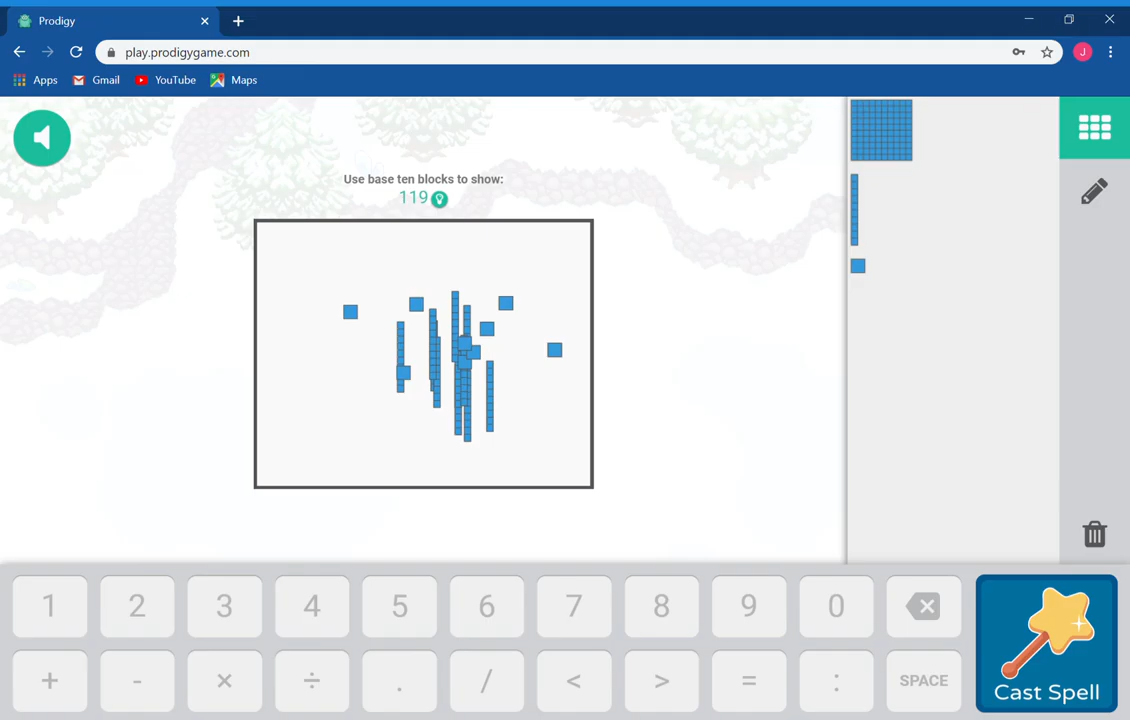 Prodigy
play.prodigygame.com
J
Apps Gmail YouTube Maps
Use base ten blocks to show:
119
1 2 3 4 5 6 7 8 9 0
+ - × ÷ . / < > = : SPACE
Cast Spell